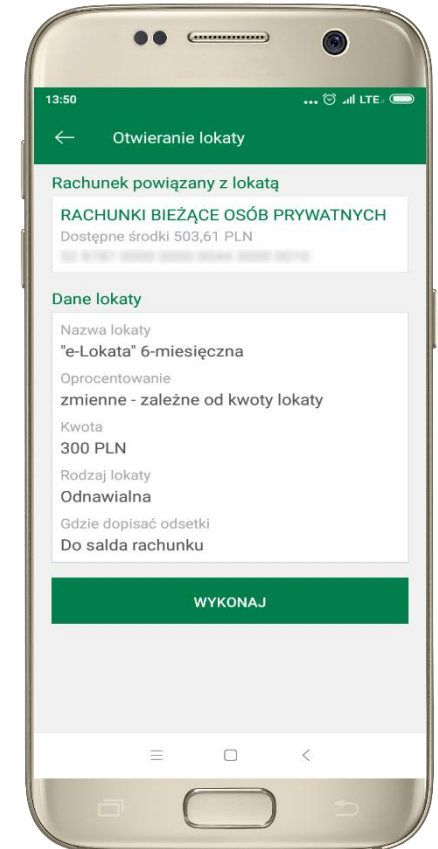 13:50
LTE
Otwieranie lokaty
Rachunek powiązany z lokatą
RACHUNKI BIEŻĄCE OSÓB PRYWATNYCH
Dostępne środki 503,61 PLN
Dane lokaty
Nazwa lokaty
"e-Lokata" 6-miesięczna
Oprocentowanie
zmienne - zależne od kwoty lokaty
Kwota
300 PLN
Rodzaj lokaty
Odnawialna
Gdzie dopisać odsetki
Do salda rachunku
WYKONAJ